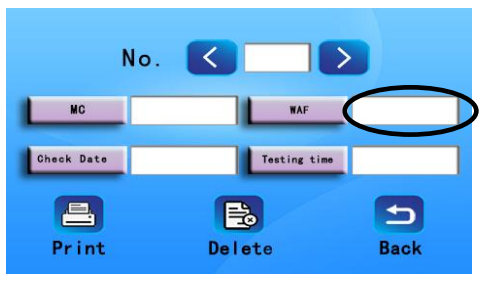 No.
MC WAF
Check Date Testing time
Print Delete Back